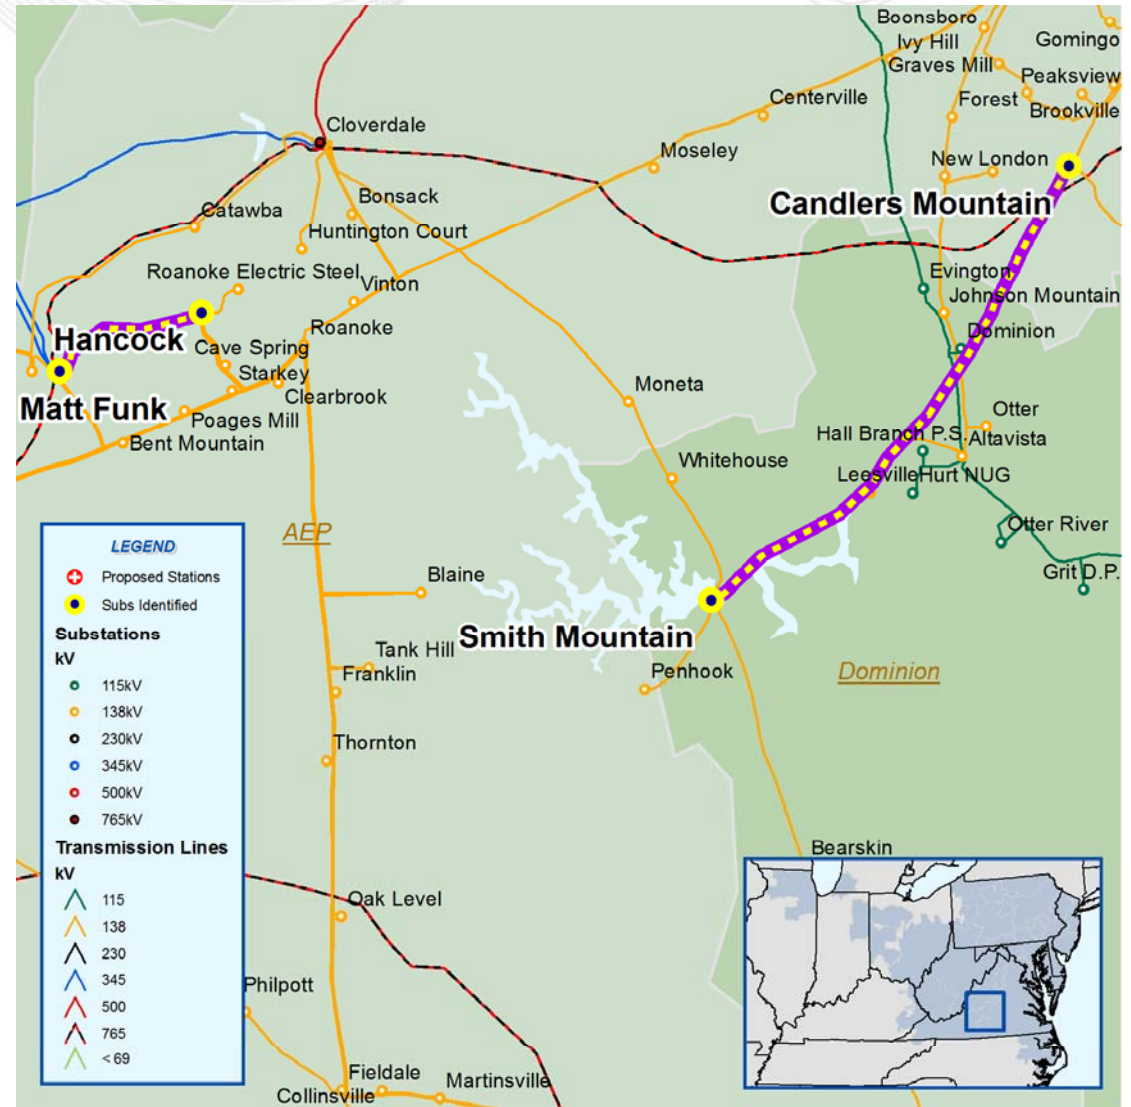 Boonsboro
Ivy Hill
Gomingo
Graves Mill
Peaksview
Centerville
Forest
Brookville
Cloverdale
Moseley
New London
Candlers Mountain
Bonsack
Catawba
Huntington Court
Roanoke Electric Steel
Vinton
Evington
Johnson Mountain
Roanoke
Dominion
Hancock
Cave Spring
Starkey
Clearbrook
Matt Funk
Poages Mill
Bent Mountain
Moneta
Otter
Hall Branch P.S.
Altavista
Whitehouse
Leesville
Hurt NUG
Otter River
Grit D.P.
AEP
Blaine
Smith Mountain
Tank Hill
Franklin
Penhook
Dominion
Thornton
Bearskin
Oak Level
Philpott
Fieldale
Collinsville
Martinsville
LEGEND
Proposed Stations
Subs Identified
Substations
kV
115kV
138kV
230kV
345kV
500kV
765kV
Transmission Lines
kV
115
138
230
345
500
765
< 69